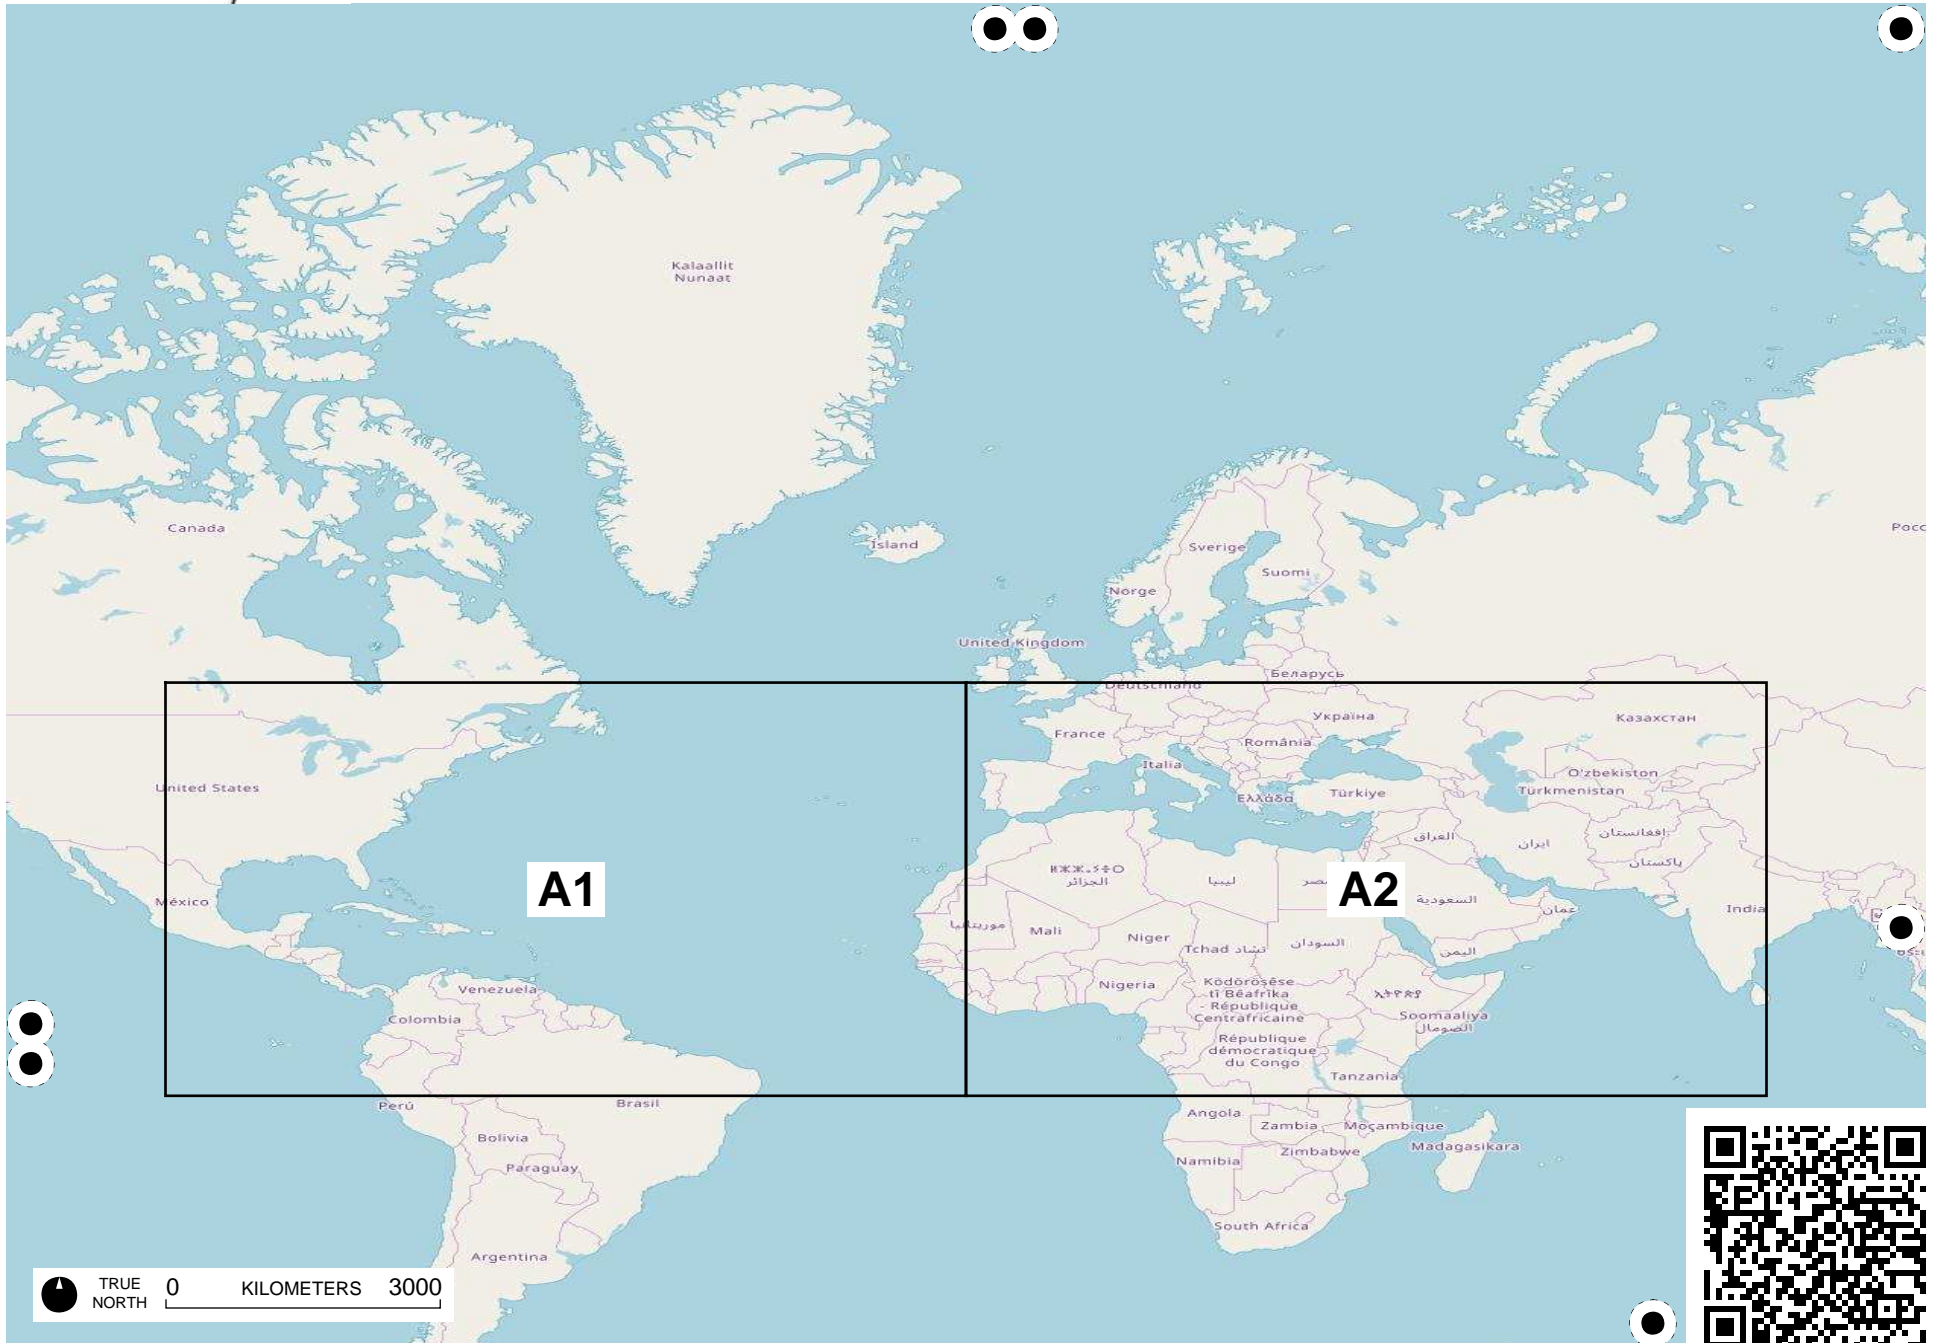 Kalaallit
Nunaat
Canada
Ísland
Sverige
Suomi
Norge
Росс
United Kingdom
Беларусь
Deutschland
Україна
Казахстан
France
România
Italia
O'zbekiston
United States
Türkmenistan
Ελλάδα
Türkiye
افغانستان
العراق
ایران
پاکستان
ⵍⵣⵣⴰⵢⴻⵔ
الجزائر
ليبيا
مصر
A1
A2
السعودية
México
عمان
India
موريتانيا
Mali
Niger
Tchad تشاد
السودان
اليمن
Venezuela
Nigeria
Ködörösêse
tî Bêafrîka
- République
Centrafricaine
ኢትዮጵያ
Colombia
Soomaaliya
الصومال
République
démocratique
du Congo
Tanzania
Perú
Brasil
Angola
Zambia
Moçambique
Bolivia
Zimbabwe
Madagasikara
Paraguay
Namibia
South Africa
Argentina
TRUE
NORTH
0 KILOMETERS 3000